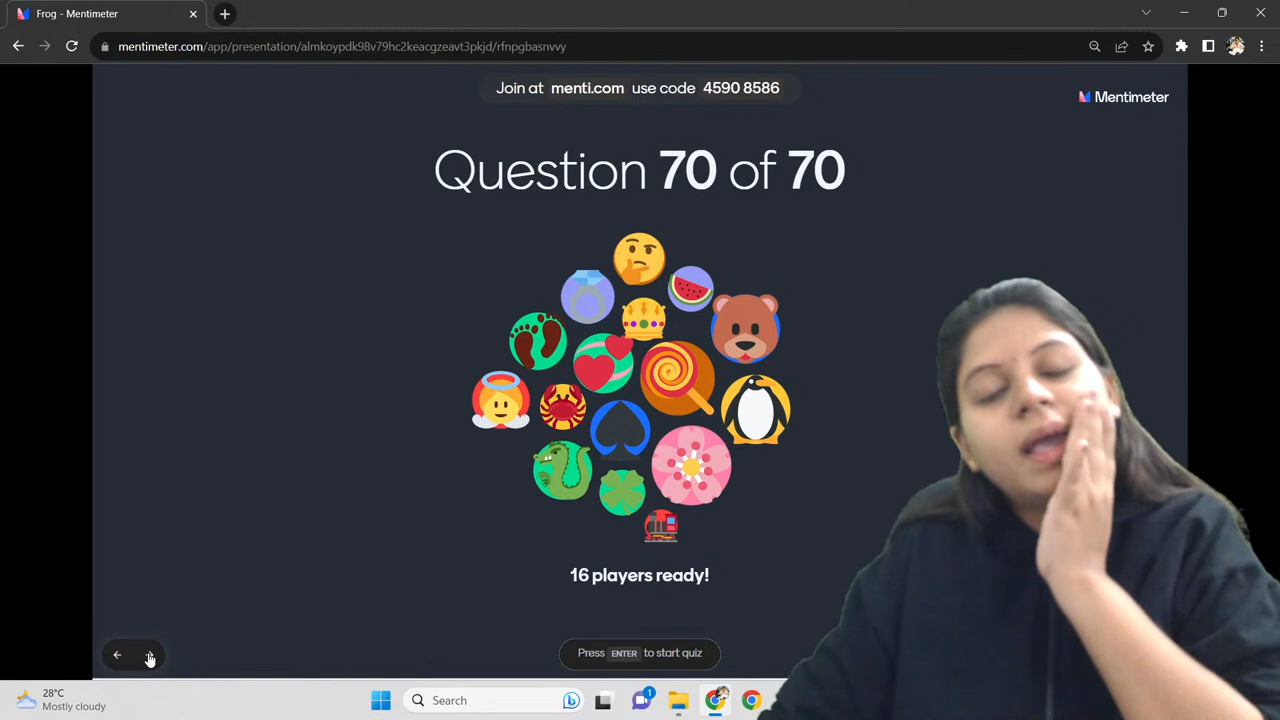 Frog - Mentimeter
mentimeter.com/app/presentation/almkoypdk98v79hc2keacgzeavt3pkjd/rfnpgbasnvvy
Join at menti.com use code 4590 8586
Mentimeter
Question 70 of 70
16 players ready!
Press ENTER to start quiz
28°C
Mostly cloudy
Search
1